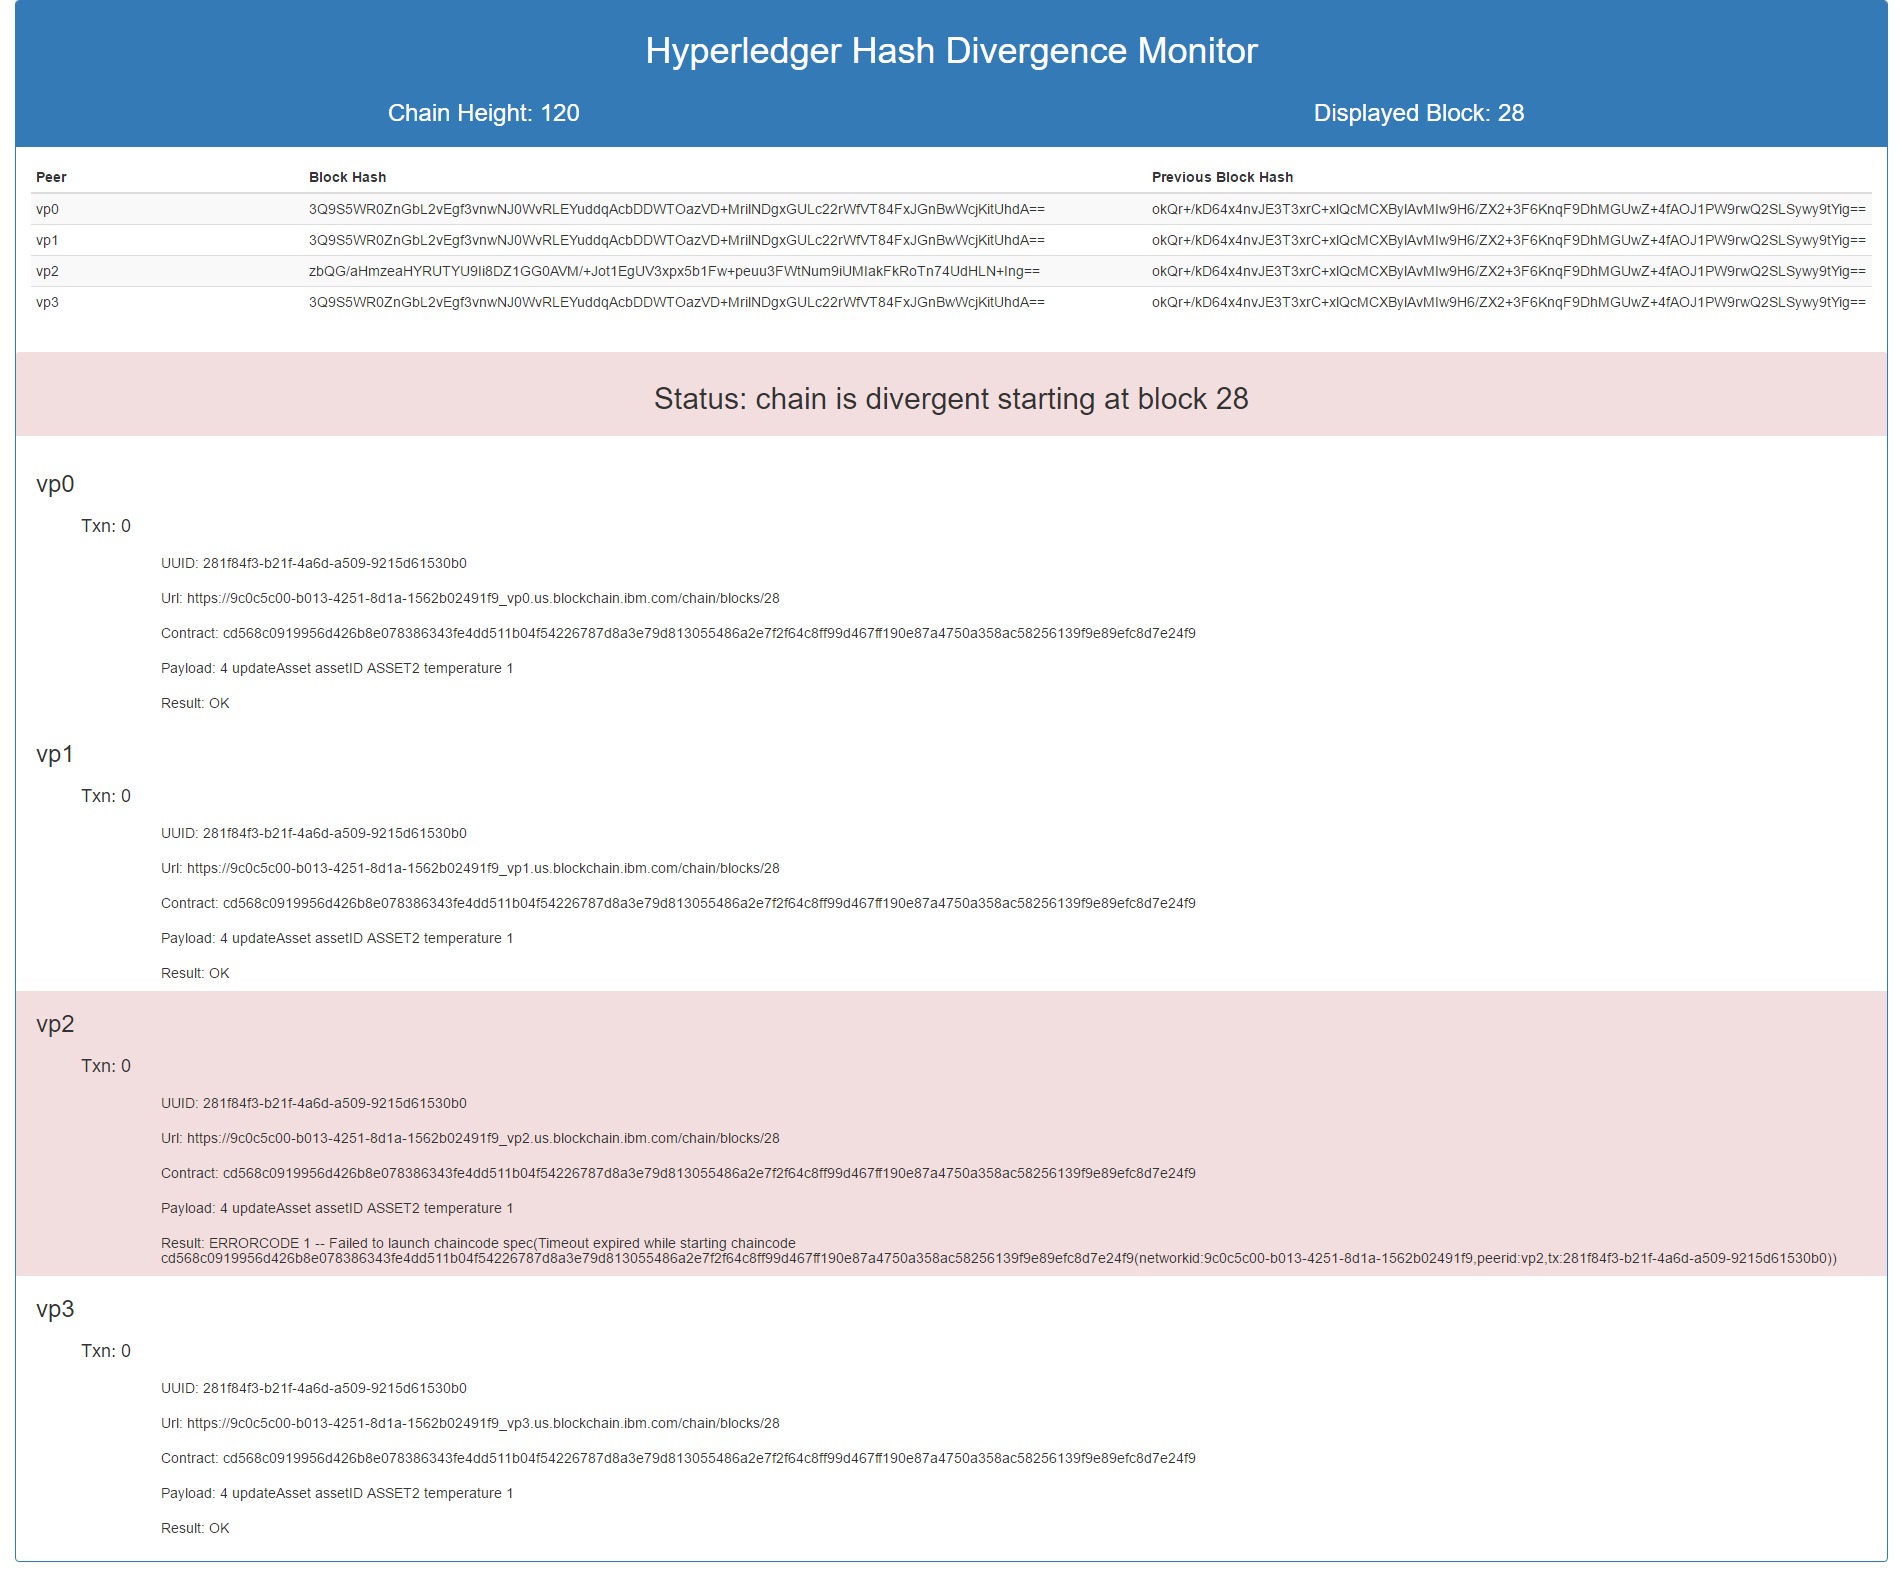 Hyperledger Hash Divergence Monitor
Chain Height: 120 Displayed Block: 28
Peer Block Hash Previous Block Hash
vp0 3Q9S5WR0ZnGbL2vEgf3vnwNJ0WvRLEYuddqAcbDDWTOazVD+MrilNDgxGULc22rWfVT84FxJGnBwWcjKitUhdA== okQr+/kD64x4nvJE3T3xrC+xIQcMCXByIAvMIw9H6/ZX2+3F6KnqF9DhMGUwZ+4fAOJ1PW9rwQ2SLSywy9tYig==
vp1 3Q9S5WR0ZnGbL2vEgf3vnwNJ0WvRLEYuddqAcbDDWTOazVD+MrilNDgxGULc22rWfVT84FxJGnBwWcjKitUhdA== okQr+/kD64x4nvJE3T3xrC+xIQcMCXByIAvMIw9H6/ZX2+3F6KnqF9DhMGUwZ+4fAOJ1PW9rwQ2SLSywy9tYig==
vp2 zbQG/aHmzeaHYRUTYU9Ii8DZ1GG0AVM/+Jot1EgUV3xpx5b1Fw+peuu3FWtNum9iUMIakFkRoTn74UdHLN+Ing== okQr+/kD64x4nvJE3T3xrC+xIQcMCXByIAvMIw9H6/ZX2+3F6KnqF9DhMGUwZ+4fAOJ1PW9rwQ2SLSywy9tYig==
vp3 3Q9S5WR0ZnGbL2vEgf3vnwNJ0WvRLEYuddqAcbDDWTOazVD+MrilNDgxGULc22rWfVT84FxJGnBwWcjKitUhdA== okQr+/kD64x4nvJE3T3xrC+xIQcMCXByIAvMIw9H6/ZX2+3F6KnqF9DhMGUwZ+4fAOJ1PW9rwQ2SLSywy9tYig==
Status: chain is divergent starting at block 28
vp0
Txn: 0
UUID: 281f84f3-b21f-4a6d-a509-9215d61530b0
Url: https://9c0c5c00-b013-4251-8d1a-1562b02491f9_vp0.us.blockchain.ibm.com/chain/blocks/28
Contract: cd568c0919956d426b8e078386343fe4dd511b04f54226787d8a3e79d813055486a2e7f2f64c8ff99d467ff190e87a4750a358ac58256139f9e89efc8d7e24f9
Payload: 4 updateAsset assetID ASSET2 temperature 1
Result: OK
vp1
Txn: 0
UUID: 281f84f3-b21f-4a6d-a509-9215d61530b0
Url: https://9c0c5c00-b013-4251-8d1a-1562b02491f9_vp1.us.blockchain.ibm.com/chain/blocks/28
Contract: cd568c0919956d426b8e078386343fe4dd511b04f54226787d8a3e79d813055486a2e7f2f64c8ff99d467ff190e87a4750a358ac58256139f9e89efc8d7e24f9
Payload: 4 updateAsset assetID ASSET2 temperature 1
Result: OK
vp2
Txn: 0
UUID: 281f84f3-b21f-4a6d-a509-9215d61530b0
Url: https://9c0c5c00-b013-4251-8d1a-1562b02491f9_vp2.us.blockchain.ibm.com/chain/blocks/28
Contract: cd568c0919956d426b8e078386343fe4dd511b04f54226787d8a3e79d813055486a2e7f2f64c8ff99d467ff190e87a4750a358ac58256139f9e89efc8d7e24f9
Payload: 4 updateAsset assetID ASSET2 temperature 1
Result: ERRORCODE 1 -- Failed to launch chaincode spec(Timeout expired while starting chaincode
cd568c0919956d426b8e078386343fe4dd511b04f54226787d8a3e79d813055486a2e7f2f64c8ff99d467ff190e87a4750a358ac58256139f9e89efc8d7e24f9(networkid:9c0c5c00-b013-4251-8d1a-1562b02491f9,peerid:vp2,tx:281f84f3-b21f-4a6d-a509-9215d61530b0))
vp3
Txn: 0
UUID: 281f84f3-b21f-4a6d-a509-9215d61530b0
Url: https://9c0c5c00-b013-4251-8d1a-1562b02491f9_vp3.us.blockchain.ibm.com/chain/blocks/28
Contract: cd568c0919956d426b8e078386343fe4dd511b04f54226787d8a3e79d813055486a2e7f2f64c8ff99d467ff190e87a4750a358ac58256139f9e89efc8d7e24f9
Payload: 4 updateAsset assetID ASSET2 temperature 1
Result: OK